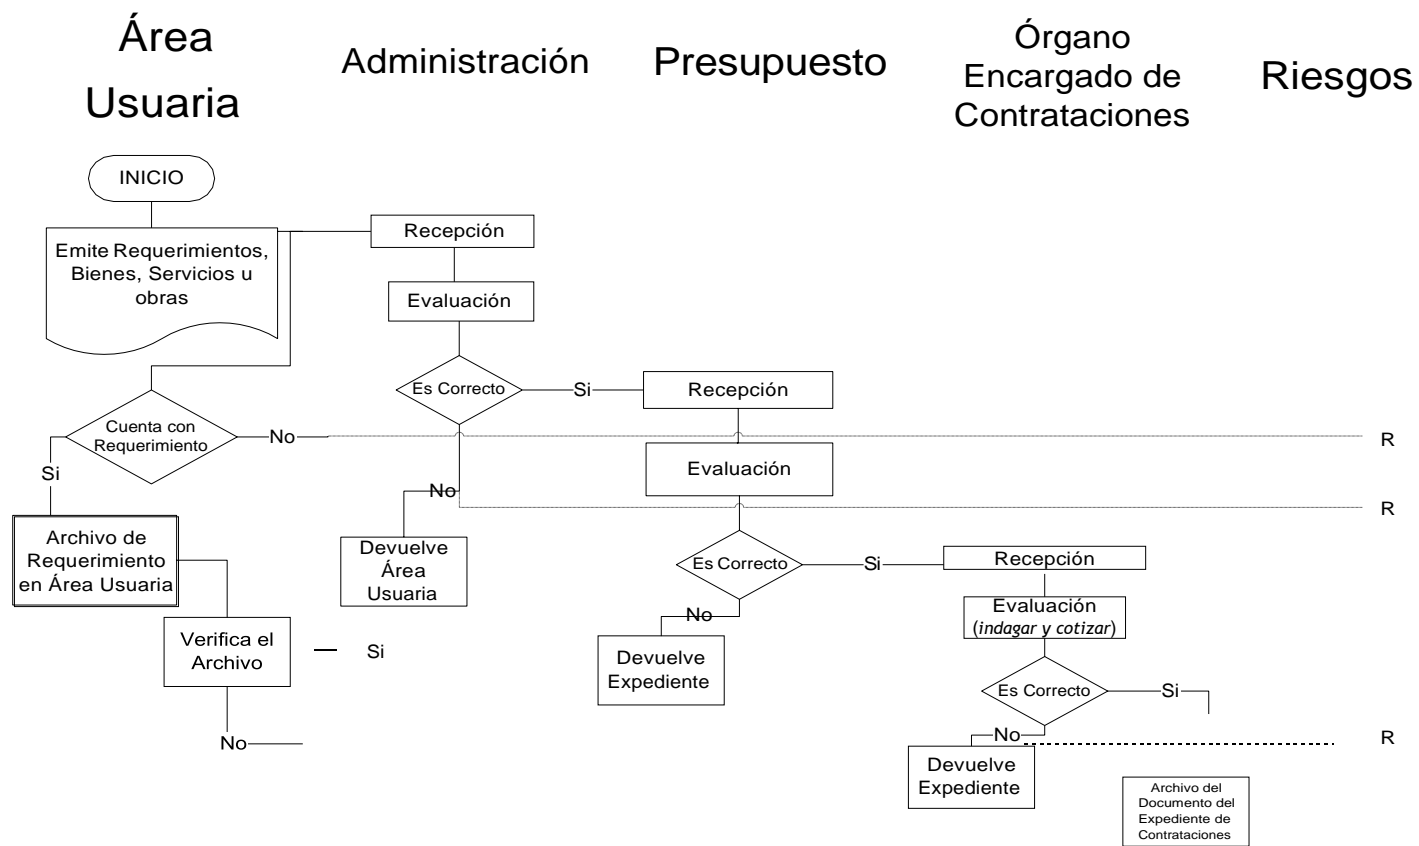 Área
Usuaria
Administración
Presupuesto
Órgano
Encargado de
Contrataciones
Riesgos
INICIO
Emite Requerimientos,
Bienes, Servicios u
obras
Recepción
Evaluación
Es Correcto
Si
Recepción
Cuenta con
Requerimiento
No
R
Si
Evaluación
No
R
Archivo de
Requerimiento
en Área Usuaria
Devuelve
Área
Usuaria
Es Correcto
Si
Recepción
No
Evaluación
(indagar y cotizar)
Verifica el
Archivo
Si
Devuelve
Expediente
Es Correcto
Si
No
No
R
Devuelve
Expediente
Archivo del
Documento del
Expediente de
Contrataciones